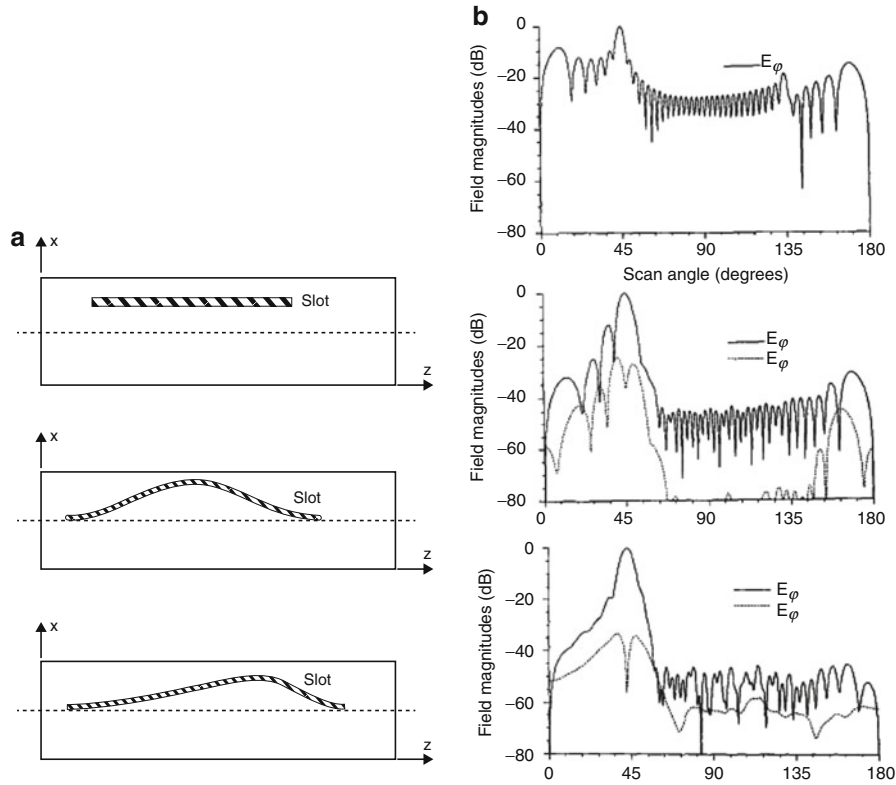 a
x
Slot
z
x
Slot
z
x
Slot
z
b
0
−20
−40
−60
−80
Field magnitudes (dB)
Eφ
0 45 90 135 180
Scan angle (degrees)
0
−20
−40
−60
−80
Field magnitudes (dB)
Eφ
Eφ
0 45 90 135 180
0
−20
−40
−60
−80
Field magnitudes (dB)
Eφ
Eφ
0 45 90 135 180